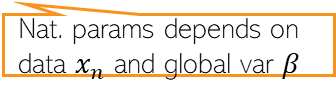 Nat. params depends on
data xₙ and global var β